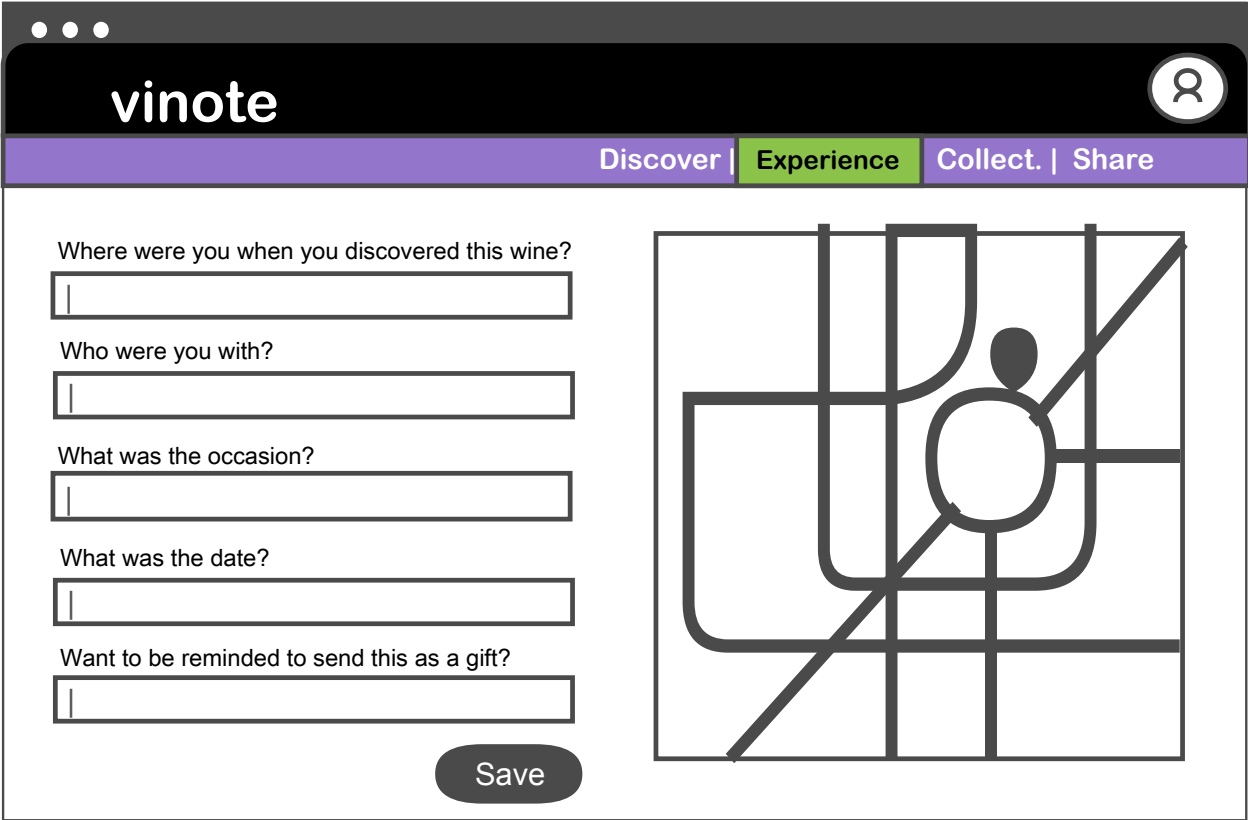 vinote
Discover | Experience Collect. | Share
Where were you when you discovered this wine?
Who were you with?
What was the occasion?
What was the date?
Want to be reminded to send this as a gift?
Save